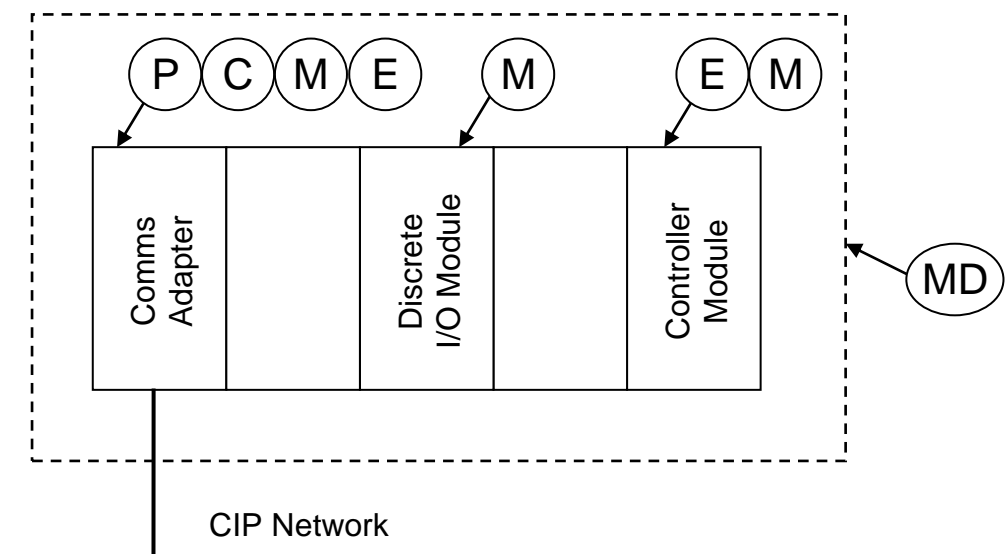 P C M E
M
E M
Comms
Adapter
Discrete
I/O Module
Controller
Module
MD
CIP Network